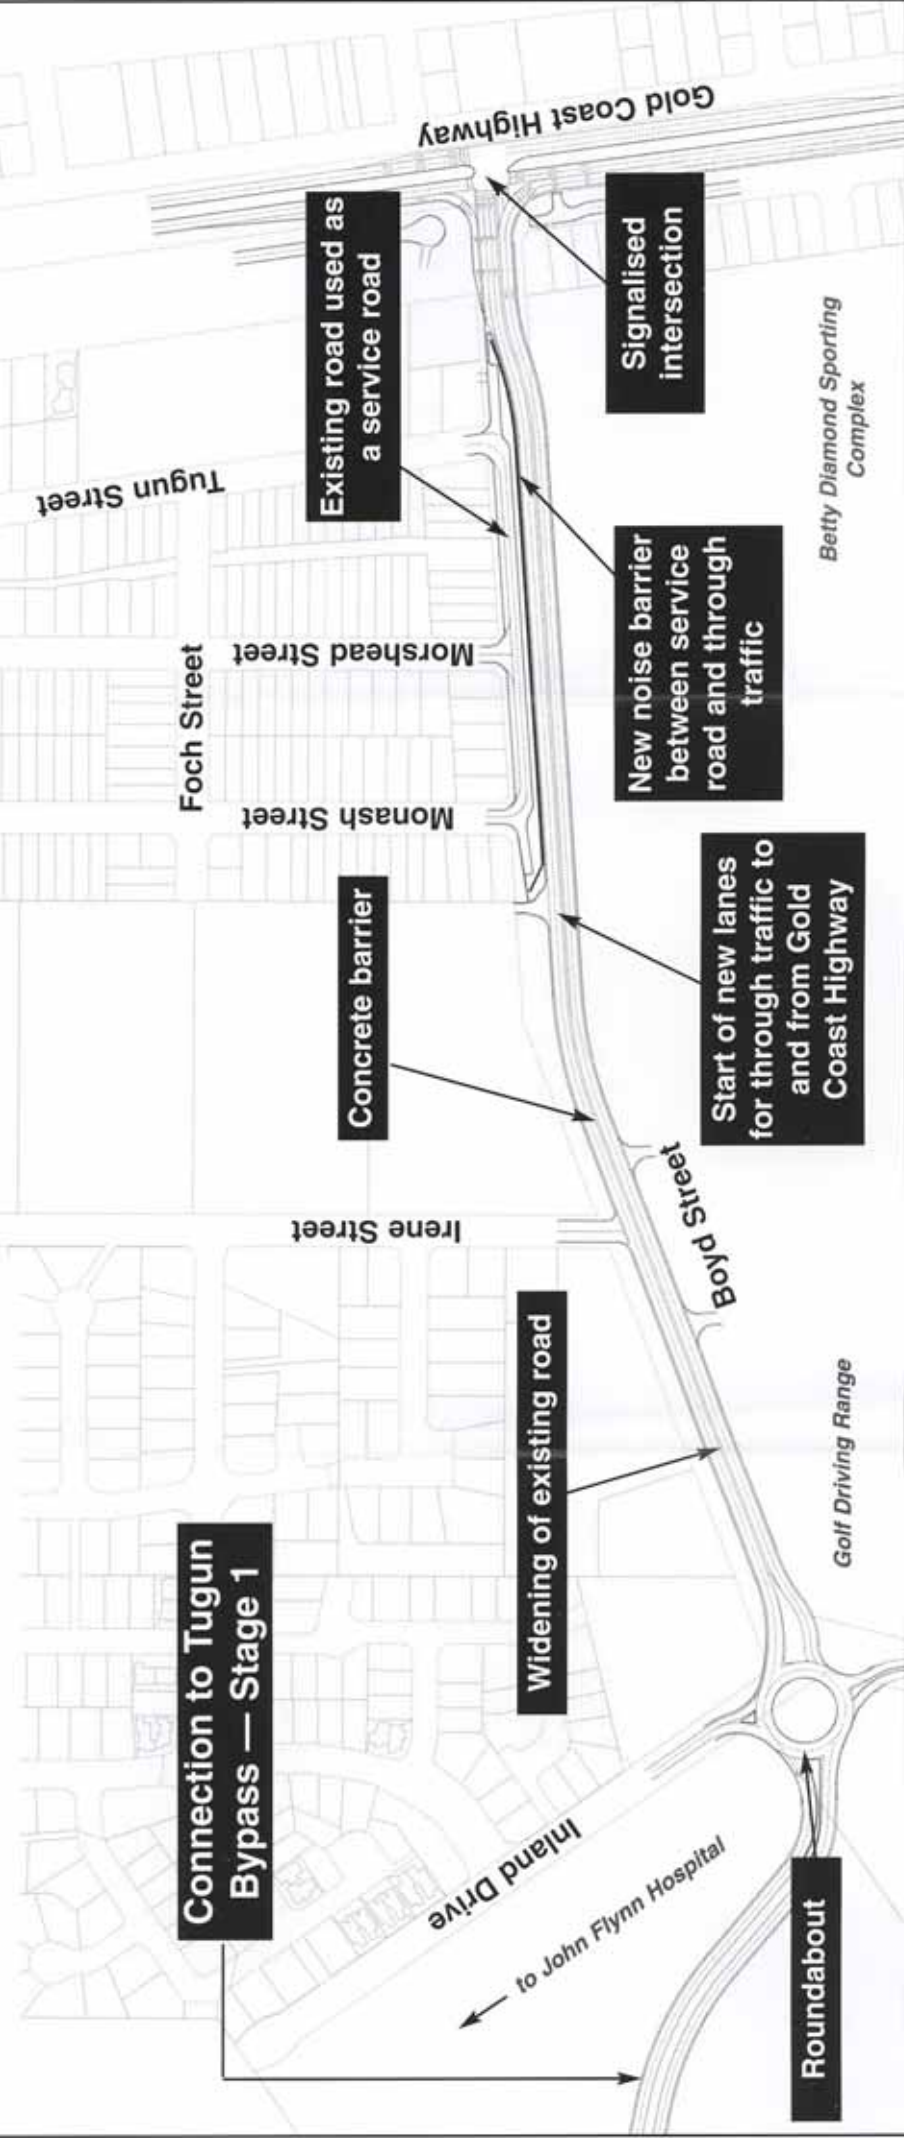 Connection to Tugun
Bypass — Stage 1
Inland Drive
to John Flynn Hospital
Roundabout
Widening of existing road
Golf Driving Range
Irene Street
Boyd Street
Concrete barrier
Start of new lanes
for through traffic to
and from Gold
Coast Highway
Foch Street
Monash Street
Morshead Street
New noise barrier
between service
road and through
traffic
Tugun Street
Existing road used as
a service road
Betty Diamond Sporting
Complex
Signalised
intersection
Gold Coast Highway